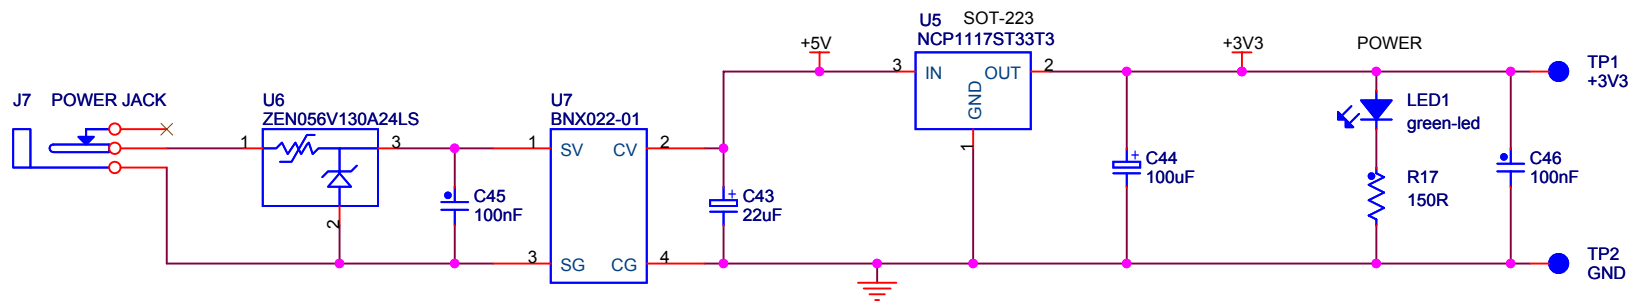 J7 POWER JACK
U6
ZEN056V130A24LS
1
3
2
C45
100nF
U7
BNX022-01
1 SV CV 2
3 SG CG 4
C43
22uF
+5V
U5 SOT-223
NCP1117ST33T3
3 IN OUT 2
GND
1
C44
100uF
+3V3
POWER
LED1
green-led
R17
150R
C46
100nF
TP1
+3V3
TP2
GND